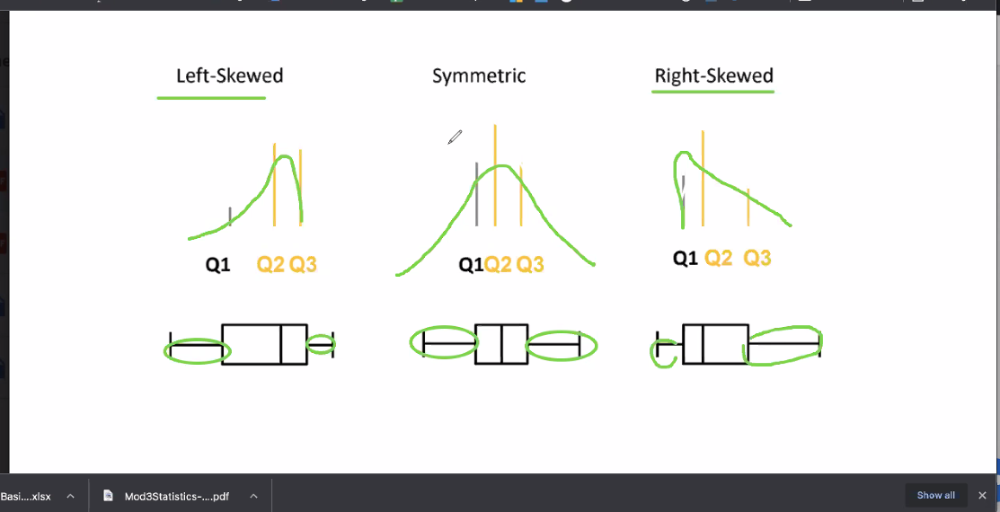 Left-Skewed
Symmetric
Right-Skewed
Q1 Q2 Q3
Q1Q2 Q3
Q1 Q2 Q3
Basi....xlsx
Mod3Statistics-....pdf
Show all